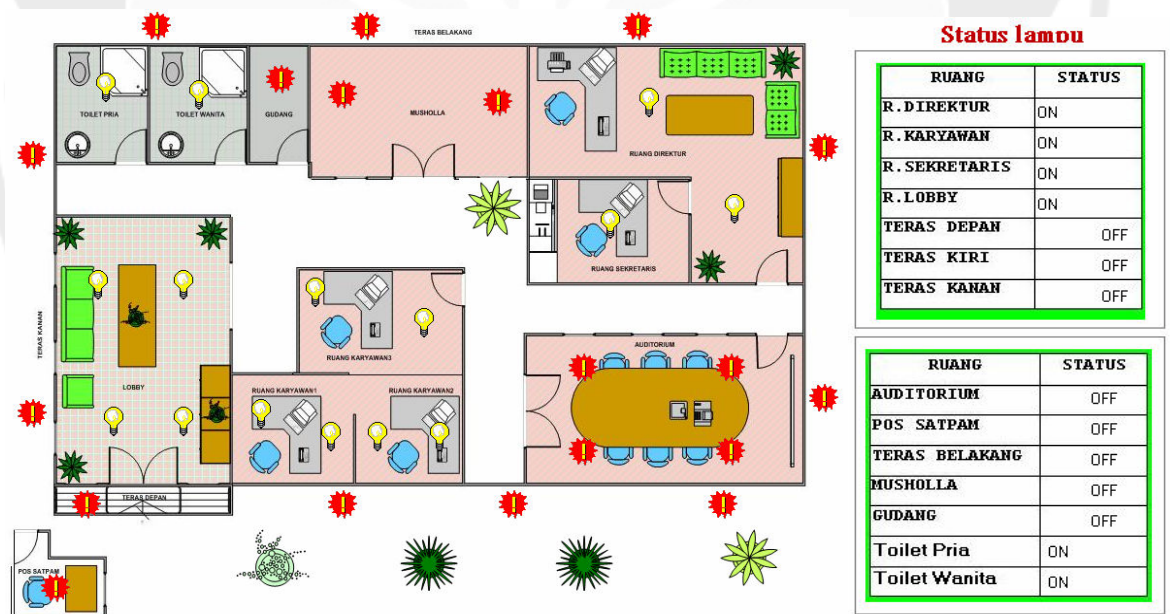 TERAS BELAKANG
TOILET PRIA
TOILET WANITA
GUDANG
MUSHOLLA
RUANG DIREKTUR
RUANG SEKRETARIS
TERAS KANAN
LOBBY
RUANG KARYAWAN3
RUANG KARYAWAN1
RUANG KARYAWAN2
AUDITORIUM
TERAS DEPAN
POS SATPAM
Status lampu
RUANG STATUS
R.DIREKTUR ON
R.KARYAWAN ON
R.SEKRETARIS ON
R.LOBBY ON
TERAS DEPAN OFF
TERAS KIRI OFF
TERAS KANAN OFF
RUANG STATUS
AUDITORIUM OFF
POS SATPAM OFF
TERAS BELAKANG OFF
MUSHOLLA OFF
GUDANG OFF
Toilet Pria ON
Toilet Wanita ON